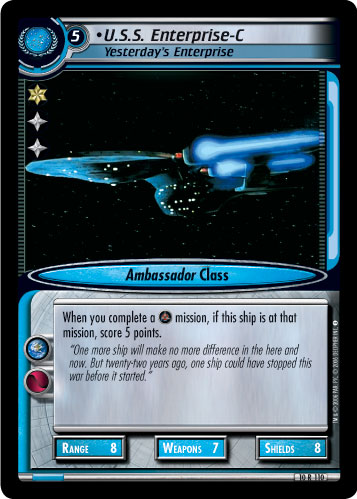 5 •U.S.S. Enterprise-C
Yesterday's Enterprise
Ambassador Class
When you complete a mission, if this ship is at that
mission, score 5 points.
"One more ship will make no more difference in the here and
now. But twenty-two years ago, one ship could have stopped this
war before it started."
RANGE 8 WEAPONS 7 SHIELDS 8
10 R 110